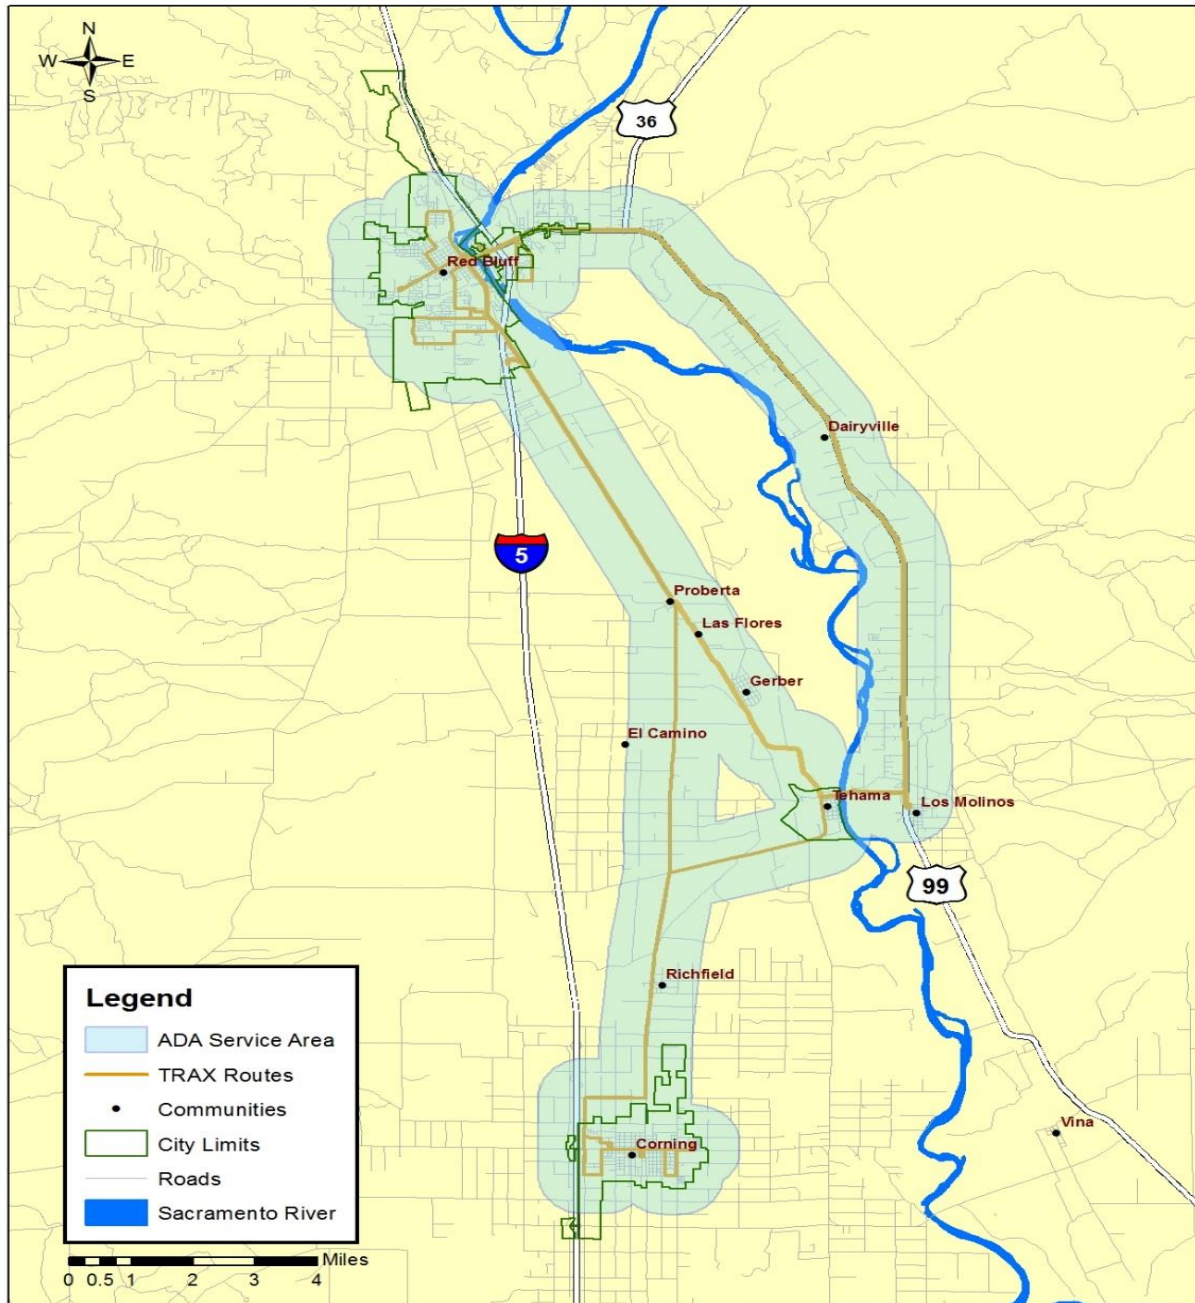 N
W E
S
36
Red Bluff
Dairyville
5
Proberta
Las Flores
Gerber
El Camino
Tehama
Los Molinos
99
Richfield
Corning
Vina
Legend
ADA Service Area
TRAX Routes
Communities
City Limits
Roads
Sacramento River
Miles
0 0.5 1 2 3 4